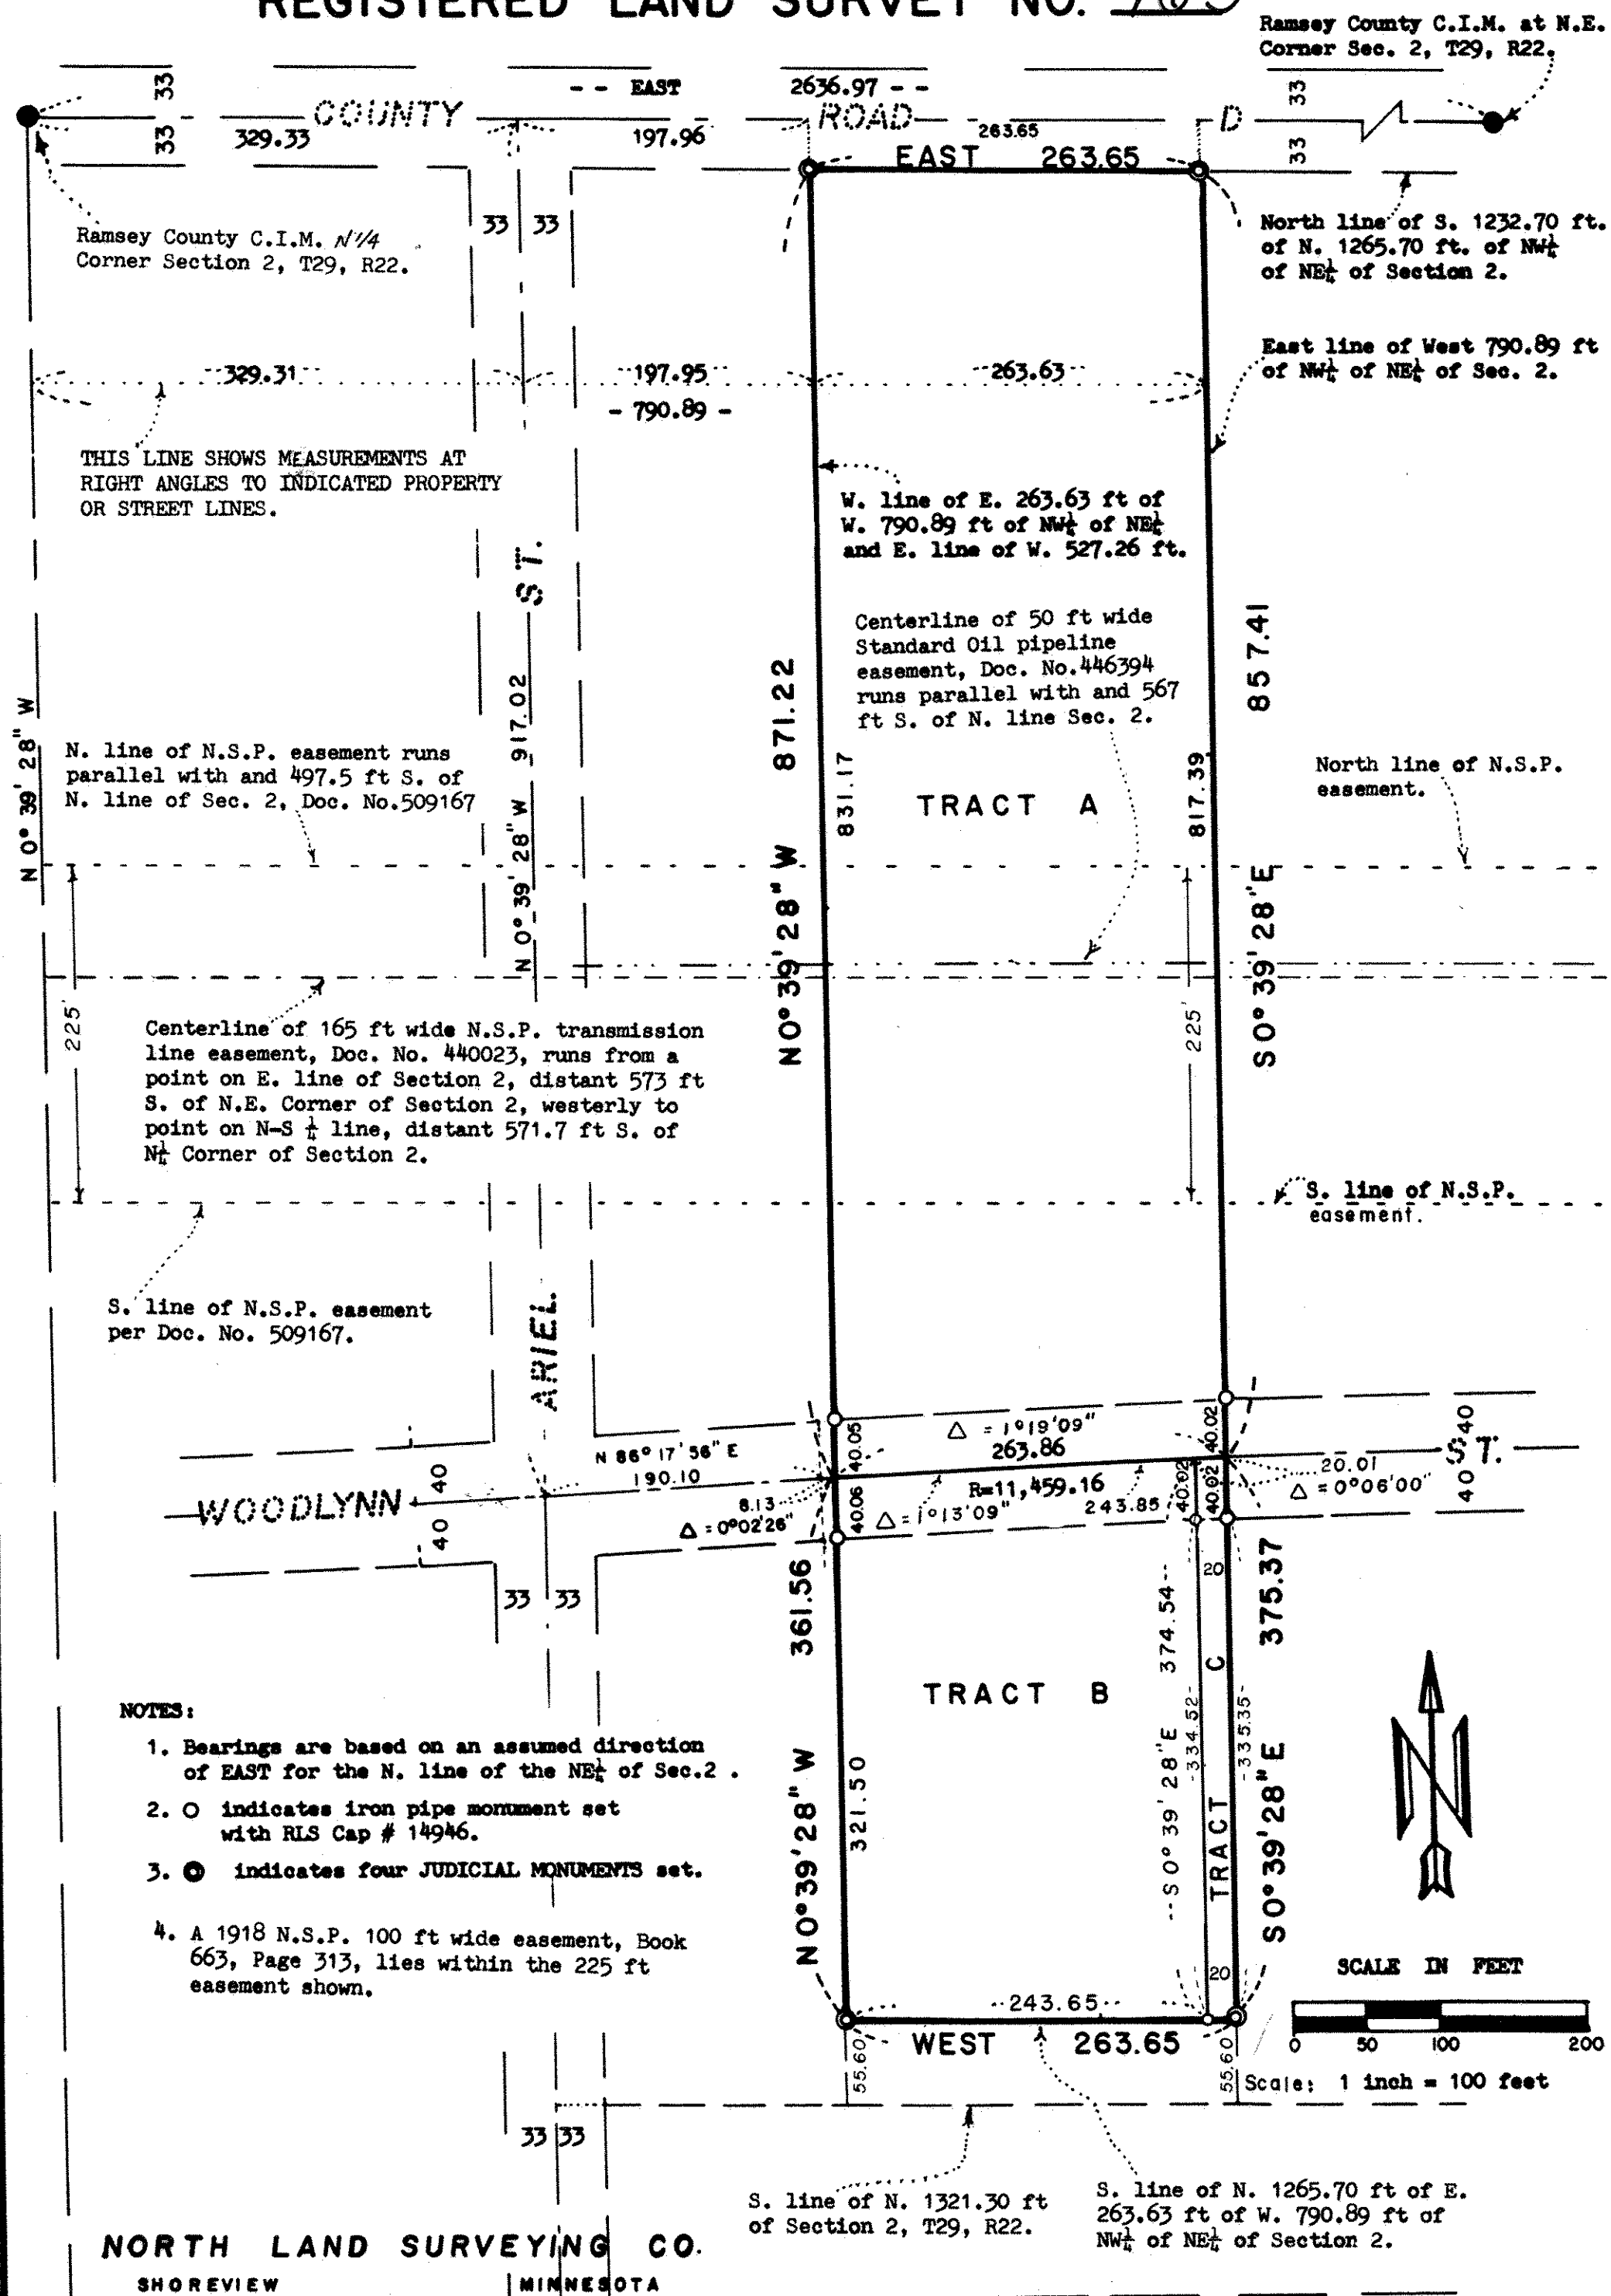 REGISTERED LAND SURVEY NO.
Ramsey County C.I.M. at N.E.
Corner Sec. 2, T29, R22.
-- EAST 2636.97 --
33
33
COUNTY ROAD D
33
33
329.33
197.96
263.65
EAST 263.65
Ramsey County C.I.M. N 1/4
Corner Section 2, T29, R22.
33 33
North line of S. 1232.70 ft.
of N. 1265.70 ft. of NW¼
of NE¼ of Section 2.
East line of West 790.89 ft
of NW¼ of NE¼ of Sec. 2.
329.31
197.95
263.63
- 790.89 -
THIS LINE SHOWS MEASUREMENTS AT
RIGHT ANGLES TO INDICATED PROPERTY
OR STREET LINES.
W. line of E. 263.63 ft of
W. 790.89 ft of NW¼ of NE¼
and E. line of W. 527.26 ft.
ST.
Centerline of 50 ft wide
Standard Oil pipeline
easement, Doc. No.446394
runs parallel with and 567
ft S. of N. line Sec. 2.
N 0° 39' 28" W
N 0° 39' 28" W 917.02
N0° 39' 28" W 871.22
831.17
817.39
S0° 39' 28"E 857.41
N. line of N.S.P. easement runs
parallel with and 497.5 ft S. of
N. line of Sec. 2, Doc. No.509167
North line of N.S.P.
easement.
TRACT A
225'
225'
Centerline of 165 ft wide N.S.P. transmission
line easement, Doc. No. 440023, runs from a
point on E. line of Section 2, distant 573 ft
S. of N.E. Corner of Section 2, westerly to
point on N-S ¼ line, distant 571.7 ft S. of
N¼ Corner of Section 2.
S. line of N.S.P.
easement.
S. line of N.S.P. easement
per Doc. No. 509167.
ARIEL
N 86° 17' 56" E
190.10
WOODLYNN
ST.
40 40
40 40
8.13
Δ = 0°02'26"
40.05
40.06
Δ = 1°19'09"
263.86
R=11,459.16
Δ = 1°13'09"
243.85
40.02
40.02
40.02
20.01
Δ = 0°06'00"
33 33
361.56
N 0° 39' 28" W
321.50
20
TRACT B
TRACT C
374.54--
--S 0° 39' 28"E
-334.52-
-335.35-
375.37
S 0° 39' 28" E
NOTES:
1. Bearings are based on an assumed direction
of EAST for the N. line of the NE¼ of Sec.2 .
2. O indicates iron pipe monument set
with RLS Cap # 14946.
3. indicates four JUDICIAL MONUMENTS set.
4. A 1918 N.S.P. 100 ft wide easement, Book
663, Page 313, lies within the 225 ft
easement shown.
N
20
243.65
WEST 263.65
55.60
55.60
SCALE IN FEET
0 50 100 200
Scale: 1 inch = 100 feet
33 33
S. line of N. 1321.30 ft
of Section 2, T29, R22.
S. line of N. 1265.70 ft of E.
263.63 ft of W. 790.89 ft of
NW¼ of NE¼ of Section 2.
NORTH LAND SURVEYING CO.
SHOREVIEW MINNESOTA